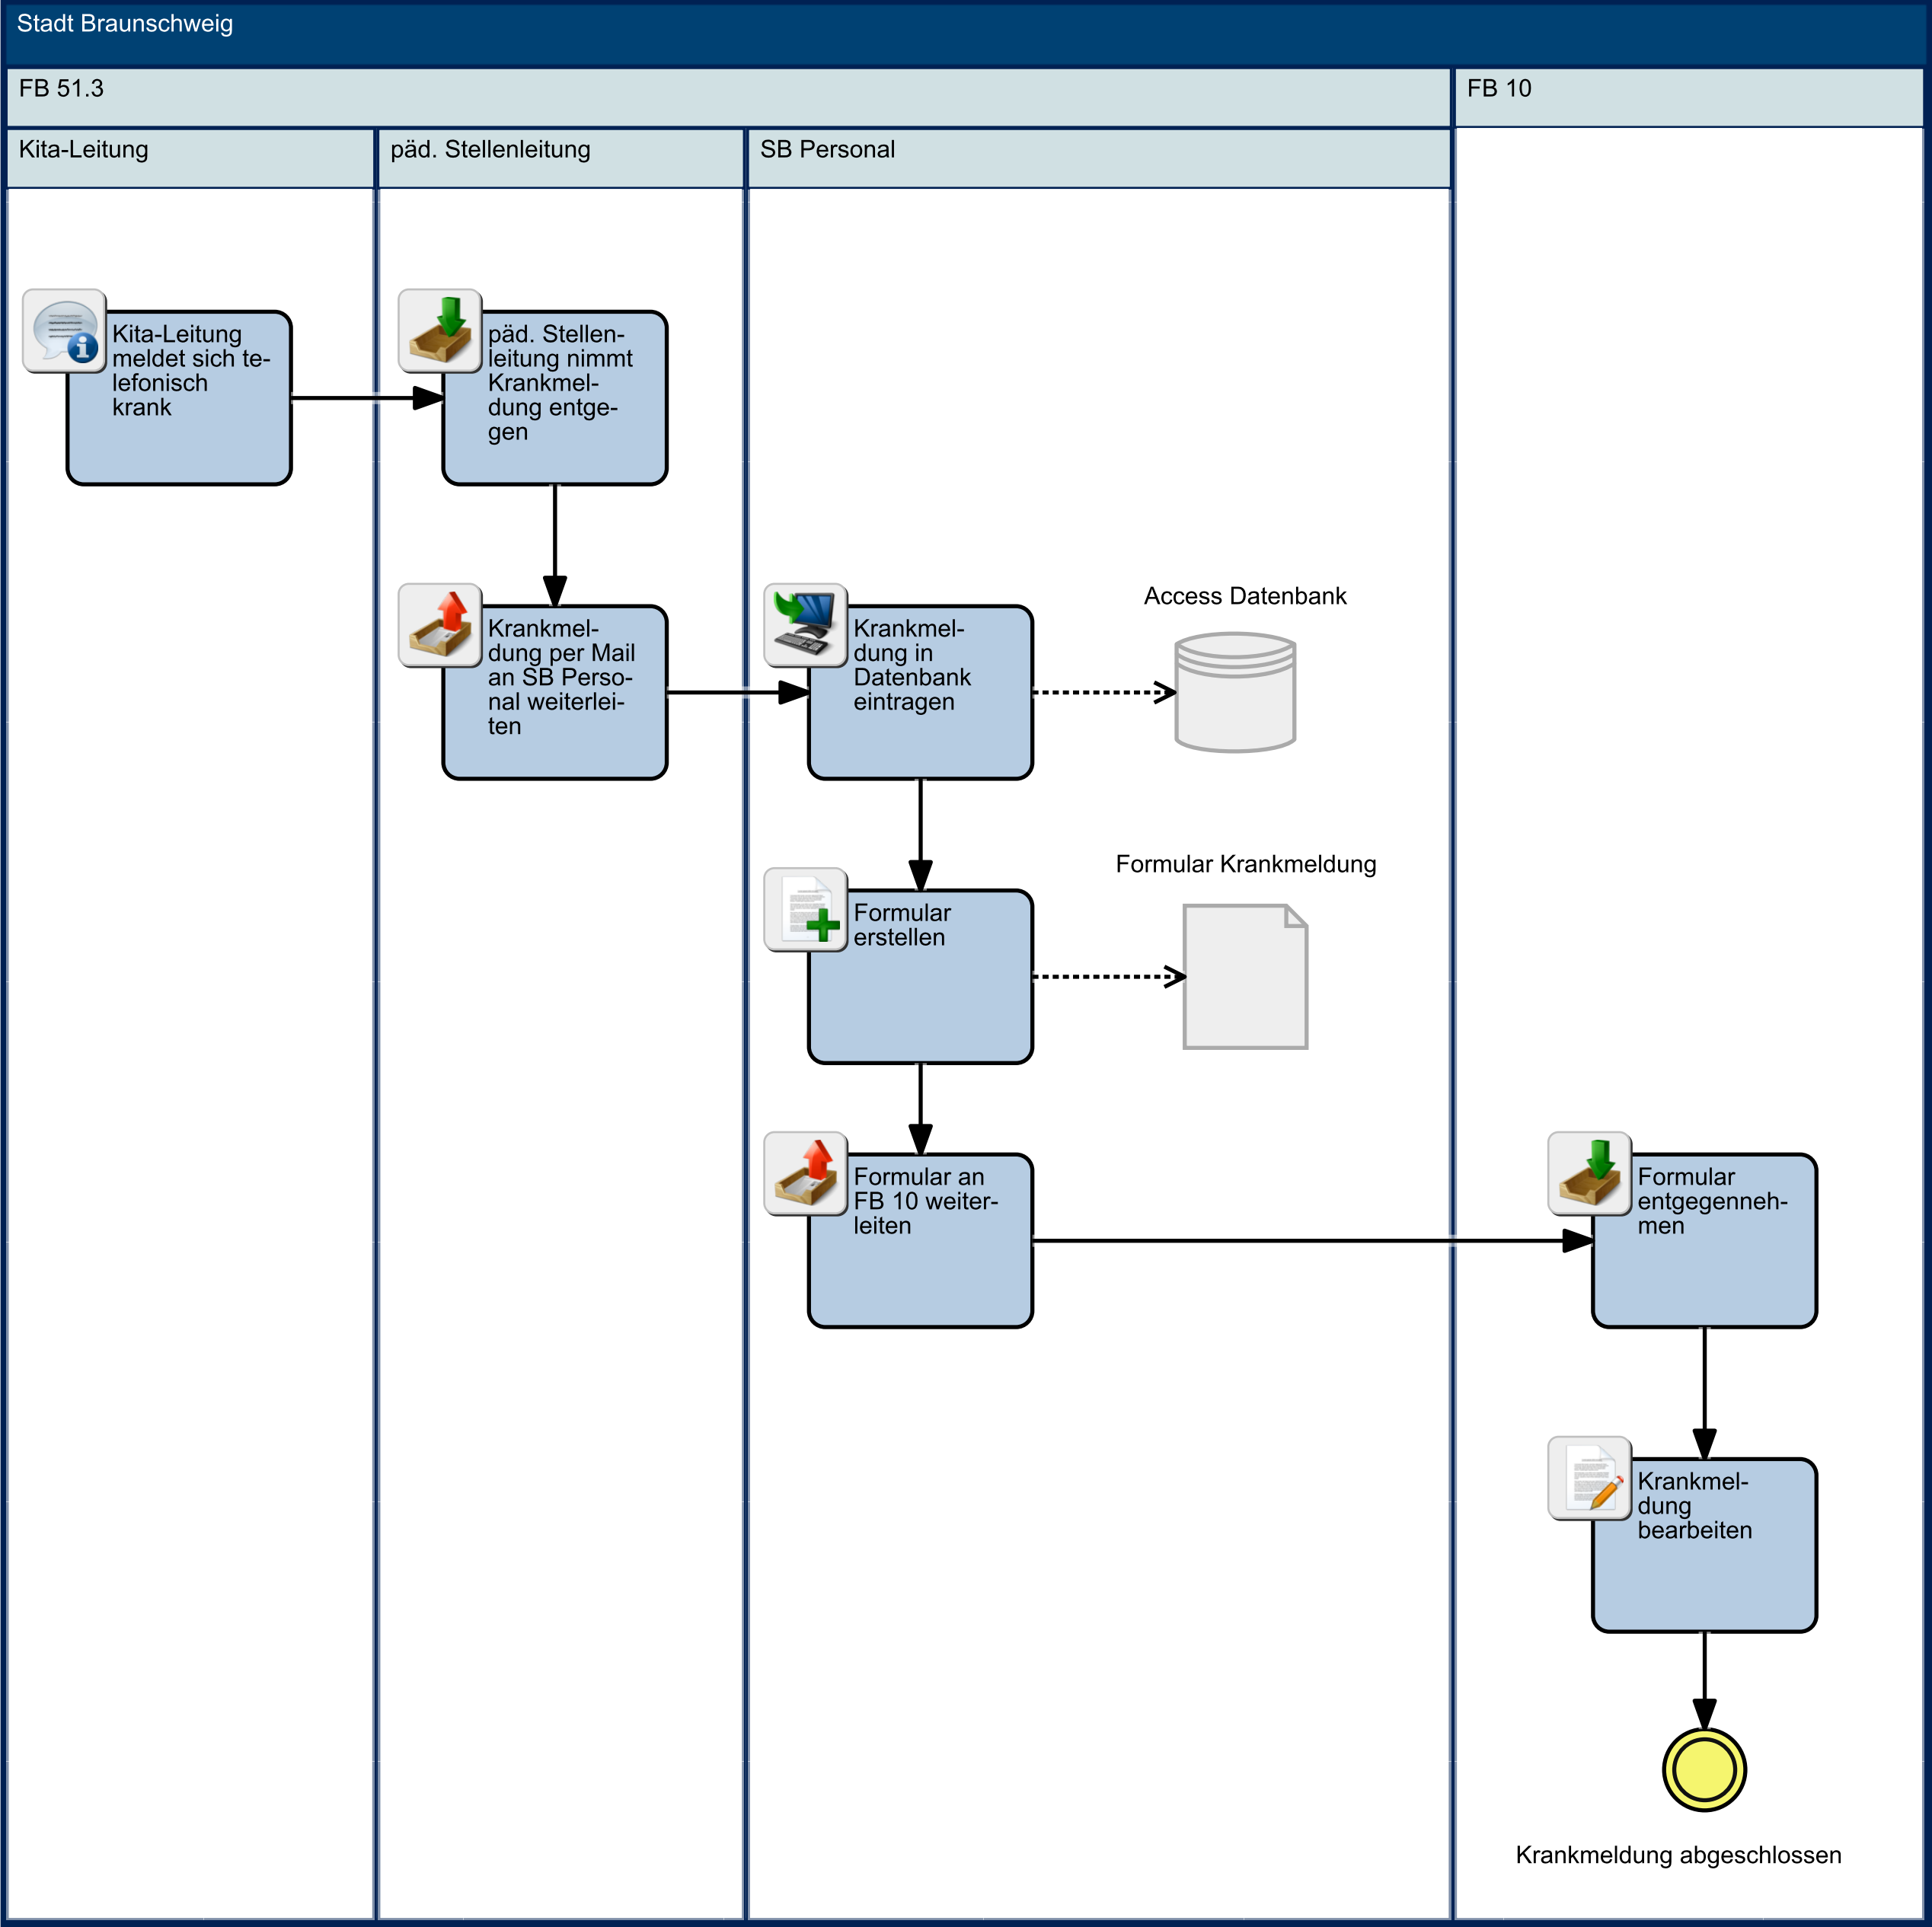 Stadt Braunschweig
FB 51.3
FB 10
Kita-Leitung
päd. Stellenleitung
SB Personal
Kita-Leitung
meldet sich te-
lefonisch
krank
päd. Stellen-
leitung nimmt
Krankmel-
dung entge-
gen
Krankmel-
dung per Mail
an SB Perso-
nal weiterlei-
ten
Krankmel-
dung in
Datenbank
eintragen
Access Datenbank
Formular
erstellen
Formular Krankmeldung
Formular an
FB 10 weiter-
leiten
Formular
entgegenneh-
men
Krankmel-
dung
bearbeiten
Krankmeldung abgeschlossen